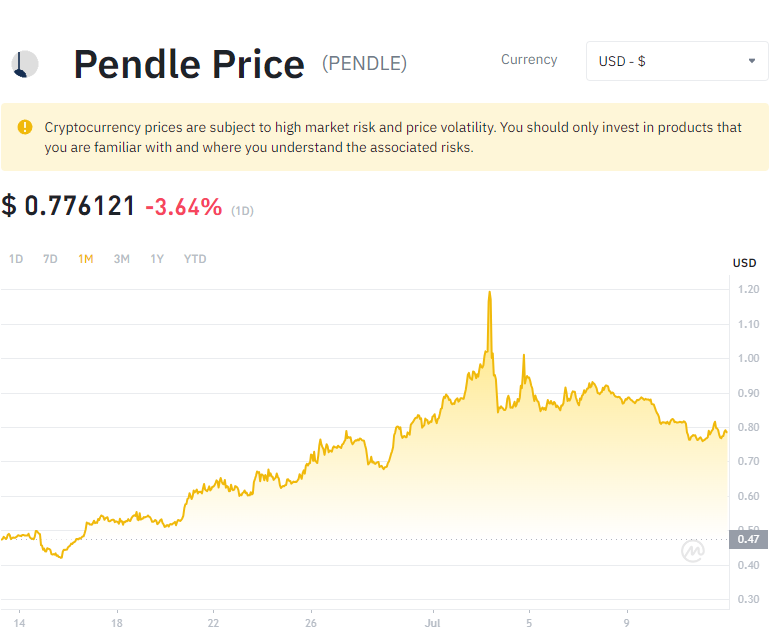 Pendle Price (PENDLE)
Currency
USD - $
Cryptocurrency prices are subject to high market risk and price volatility. You should only invest in products that
you are familiar with and where you understand the associated risks.
$ 0.776121 -3.64% (1D)
1D 7D 1M 3M 1Y YTD
USD
1.20
1.10
1.00
0.90
0.80
0.70
0.60
0.50
0.47
0.40
0.30
14 18 22 26 Jul 5 9